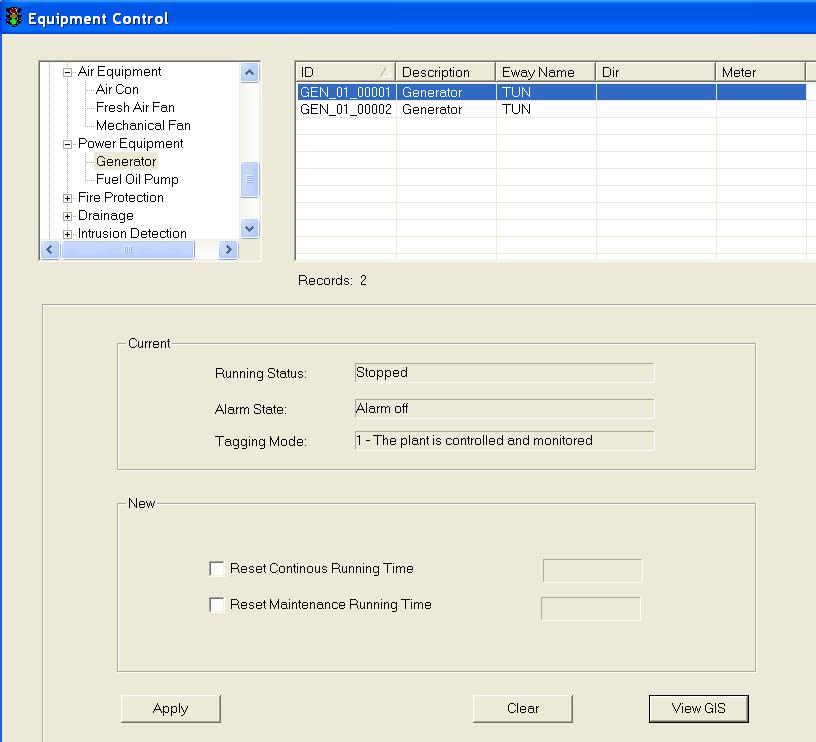 Equipment Control
Air Equipment
Air Con
Fresh Air Fan
Mechanical Fan
Power Equipment
Generator
Fuel Oil Pump
Fire Protection
Drainage
Intrusion Detection
ID Description Eway Name Dir Meter
GEN_01_00001 Generator TUN
GEN_01_00002 Generator TUN
Records: 2
Current
Running Status: Stopped
Alarm State: Alarm off
Tagging Mode: 1 - The plant is controlled and monitored
New
Reset Continous Running Time
Reset Maintenance Running Time
Apply Clear View GIS